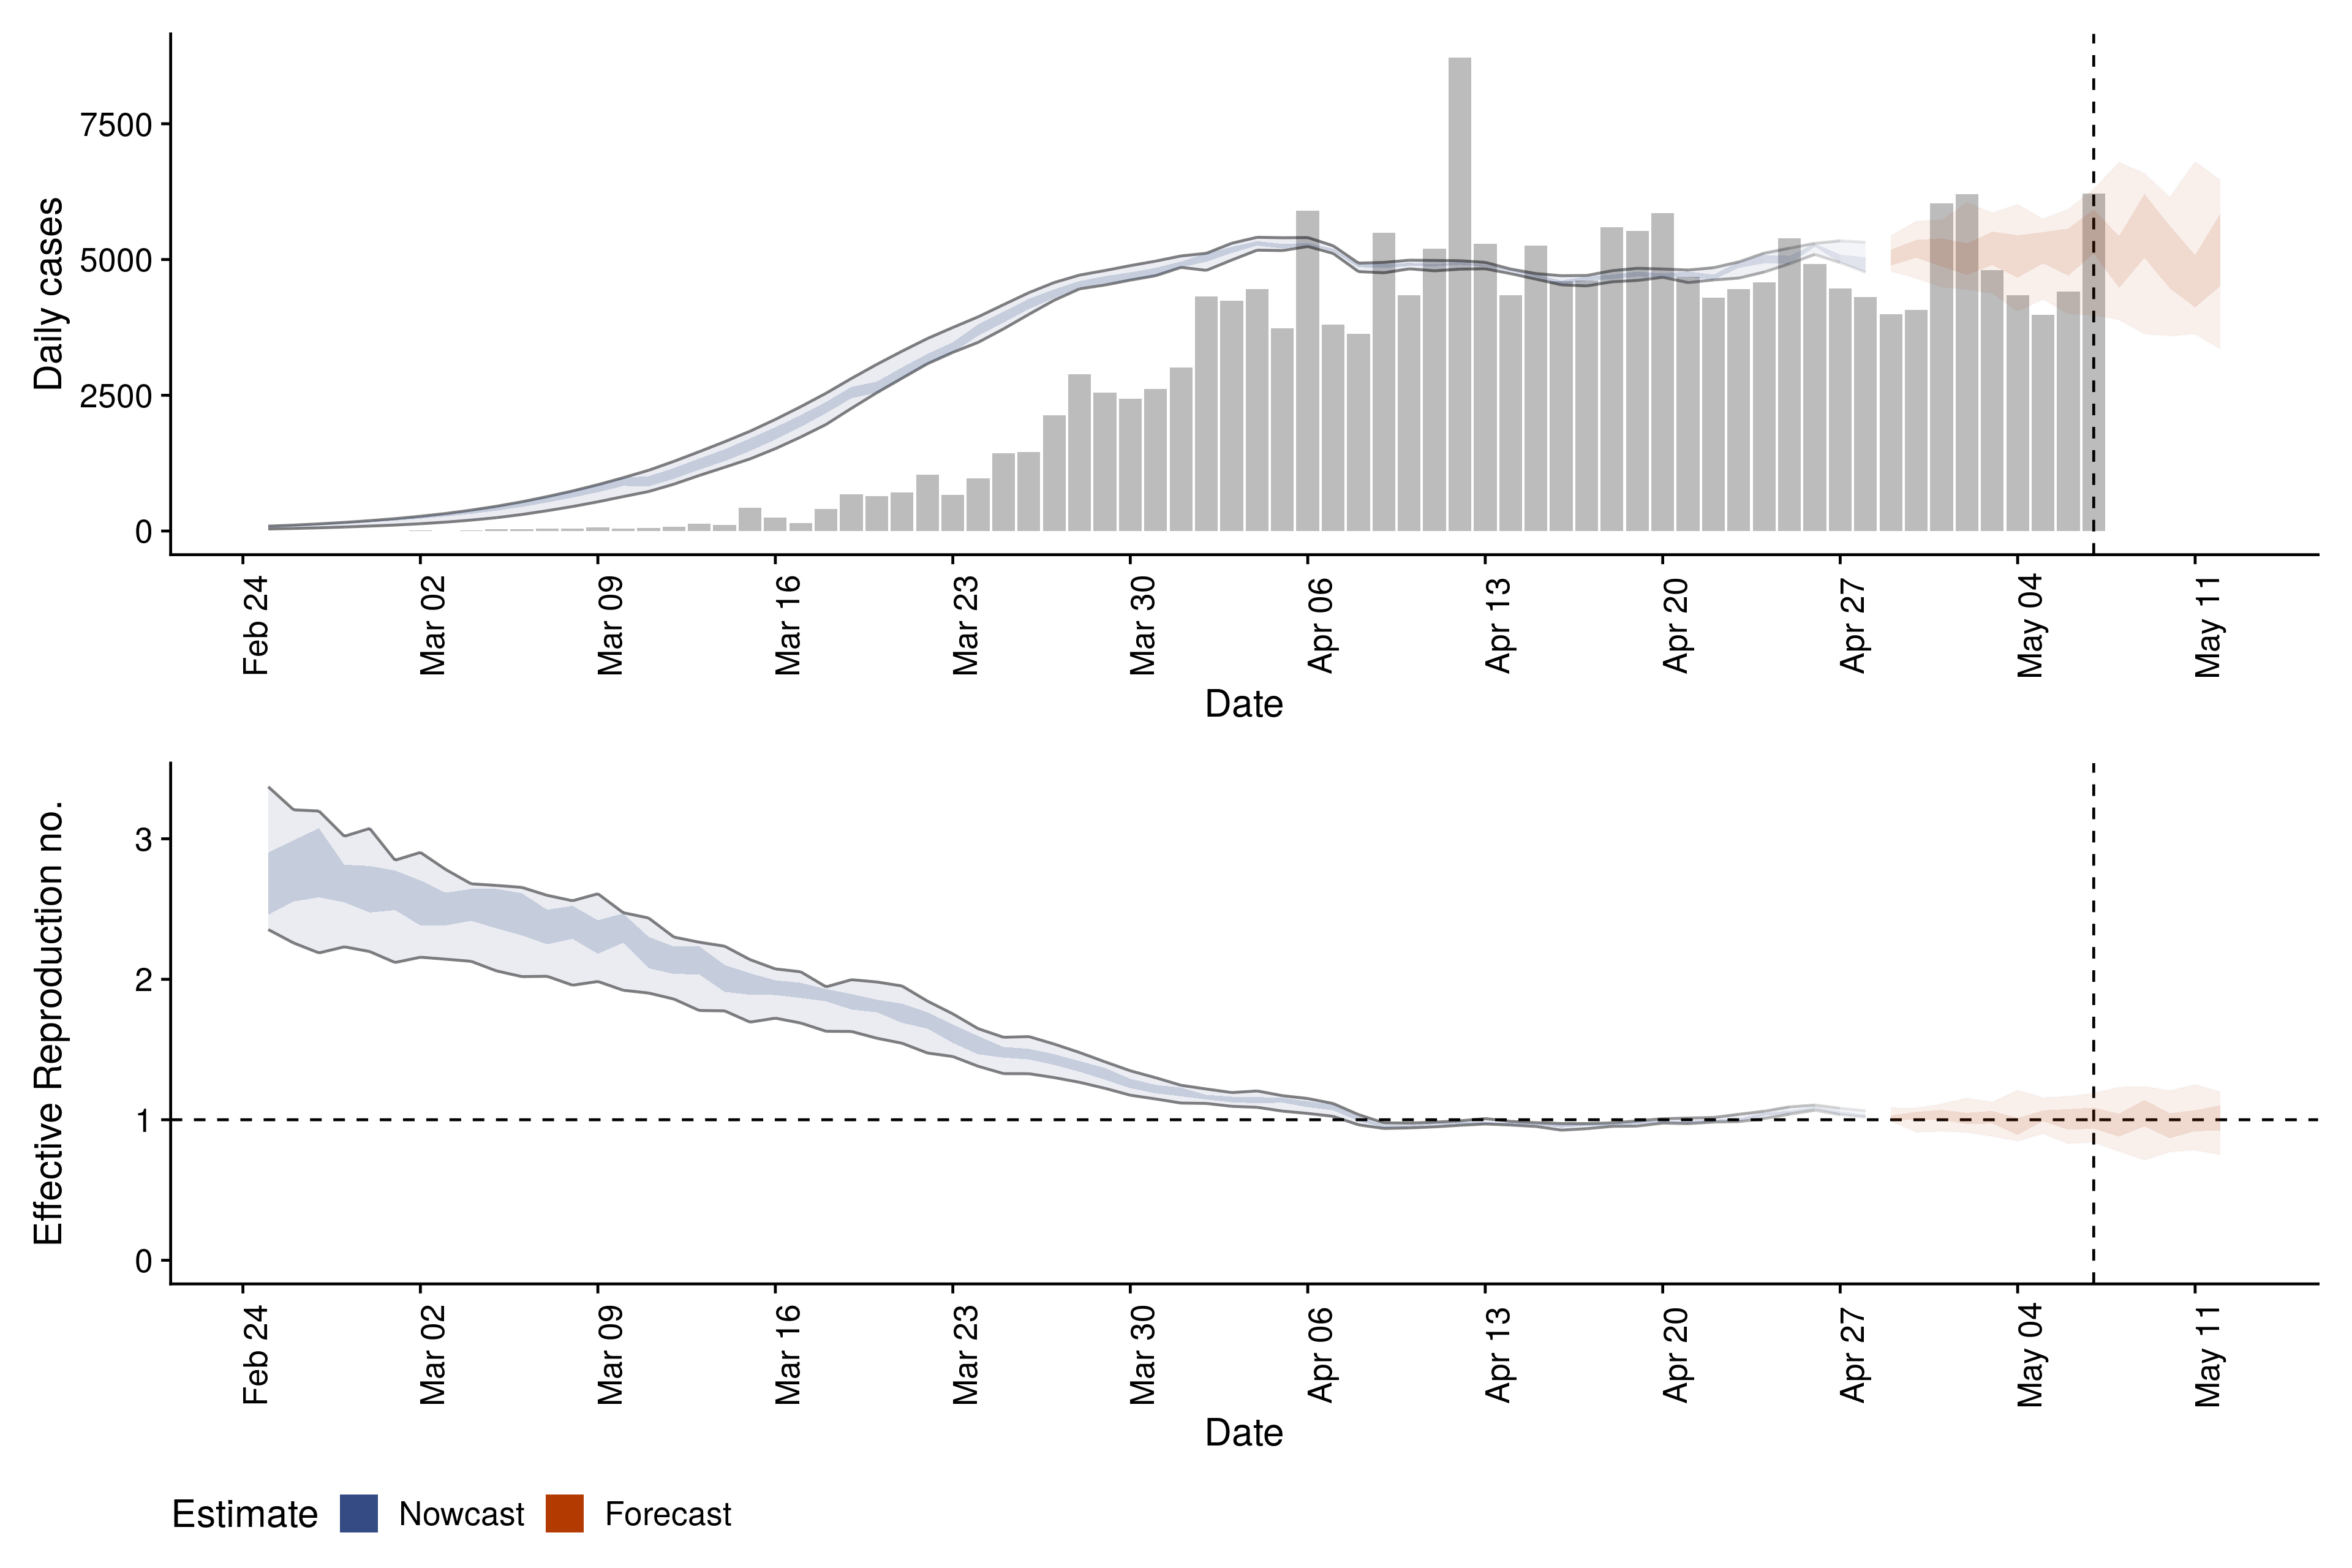 Daily cases
7500
5000
2500
0
Feb 24
Mar 02
Mar 09
Mar 16
Mar 23
Mar 30
Apr 06
Apr 13
Apr 20
Apr 27
May 04
May 11
Date
Effective Reproduction no.
3
2
1
0
Feb 24
Mar 02
Mar 09
Mar 16
Mar 23
Mar 30
Apr 06
Apr 13
Apr 20
Apr 27
May 04
May 11
Date
Estimate Nowcast Forecast